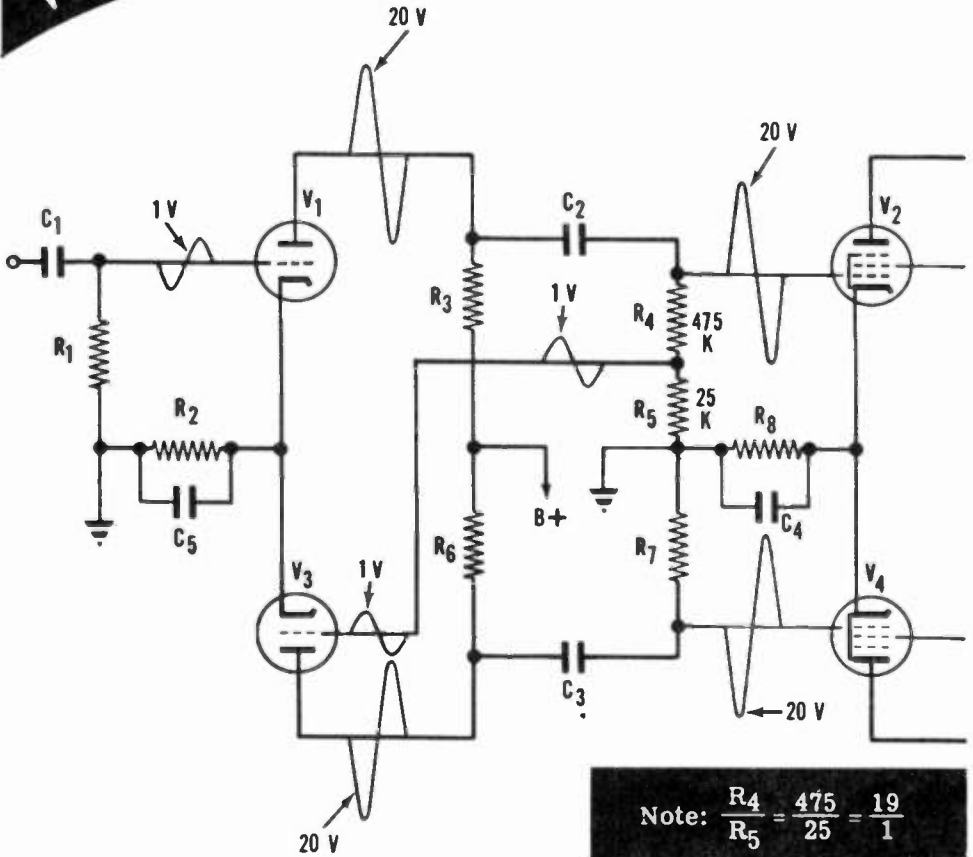 20 V
20 V
C1
1 V
V1
C2
V2
R3
1 V
R4
475
K
R1
R2
R5
25
K
R8
B+
C5
R6
R7
C4
V3
1 V
V4
C3
20 V
20 V
Note: R4/R5 = 475/25 = 19/1